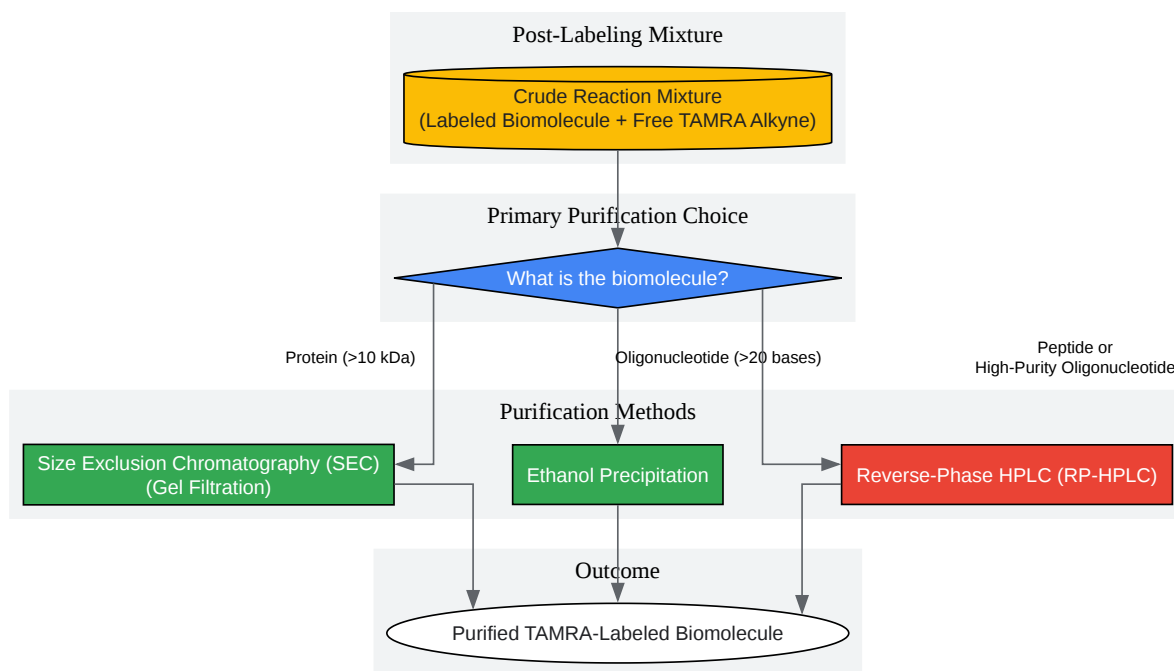 Post-Labeling Mixture
Crude Reaction Mixture
(Labeled Biomolecule + Free TAMRA Alkyne)
Primary Purification Choice
What is the biomolecule?
Protein (>10 kDa)
Oligonucleotide (>20 bases)
Peptide or
High-Purity Oligonucleotide
Purification Methods
Size Exclusion Chromatography (SEC)
(Gel Filtration)
Ethanol Precipitation
Reverse-Phase HPLC (RP-HPLC)
Outcome
Purified TAMRA-Labeled Biomolecule